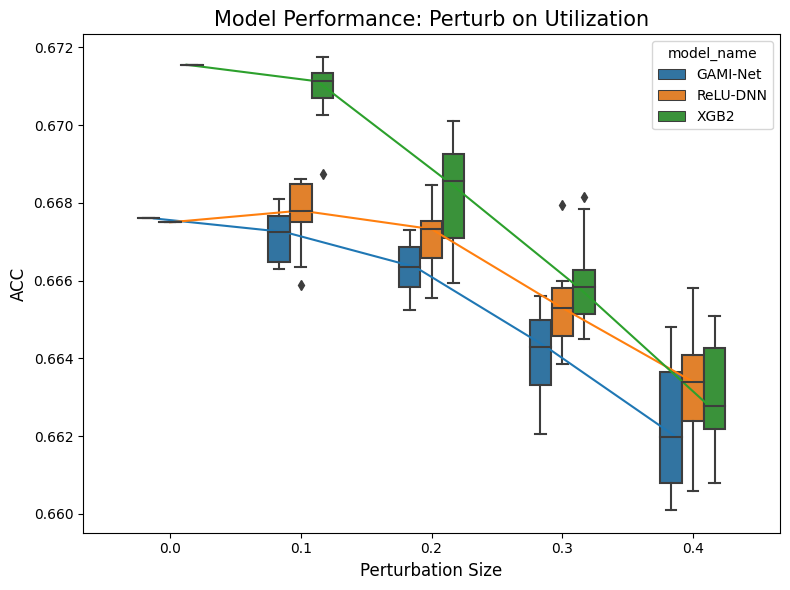 Model Performance: Perturb on Utilization
ACC
0.672
0.670
0.668
0.666
0.664
0.662
0.660
model_name
GAMI-Net
ReLU-DNN
XGB2
0.0 0.1 0.2 0.3 0.4
Perturbation Size